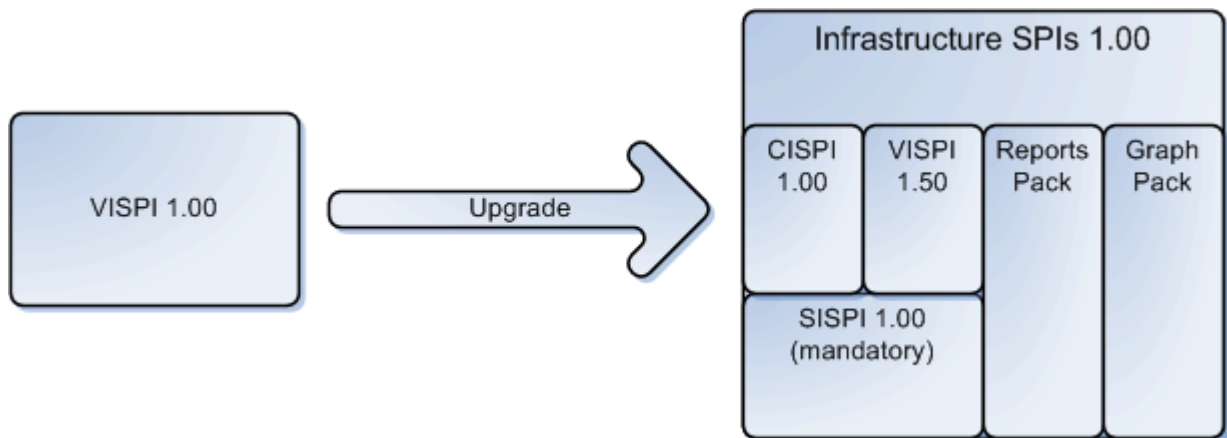 VISPI 1.00
Upgrade
Infrastructure SPIs 1.00
CISPI
1.00
VISPI
1.50
Reports
Pack
Graph
Pack
SISPI 1.00
(mandatory)